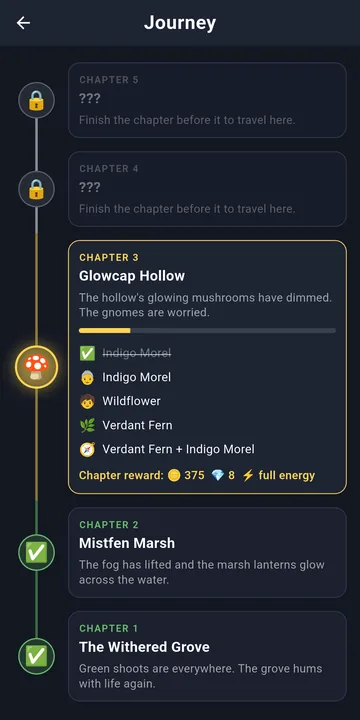 Journey
CHAPTER 5
???
Finish the chapter before it to travel here.
CHAPTER 4
???
Finish the chapter before it to travel here.
CHAPTER 3
Glowcap Hollow
The hollow's glowing mushrooms have dimmed.
The gnomes are worried.
Indigo Morel
Indigo Morel
Wildflower
Verdant Fern
Verdant Fern + Indigo Morel
Chapter reward: 375 8 full energy
CHAPTER 2
Mistfen Marsh
The fog has lifted and the marsh lanterns glow
across the water.
CHAPTER 1
The Withered Grove
Green shoots are everywhere. The grove hums
with life again.